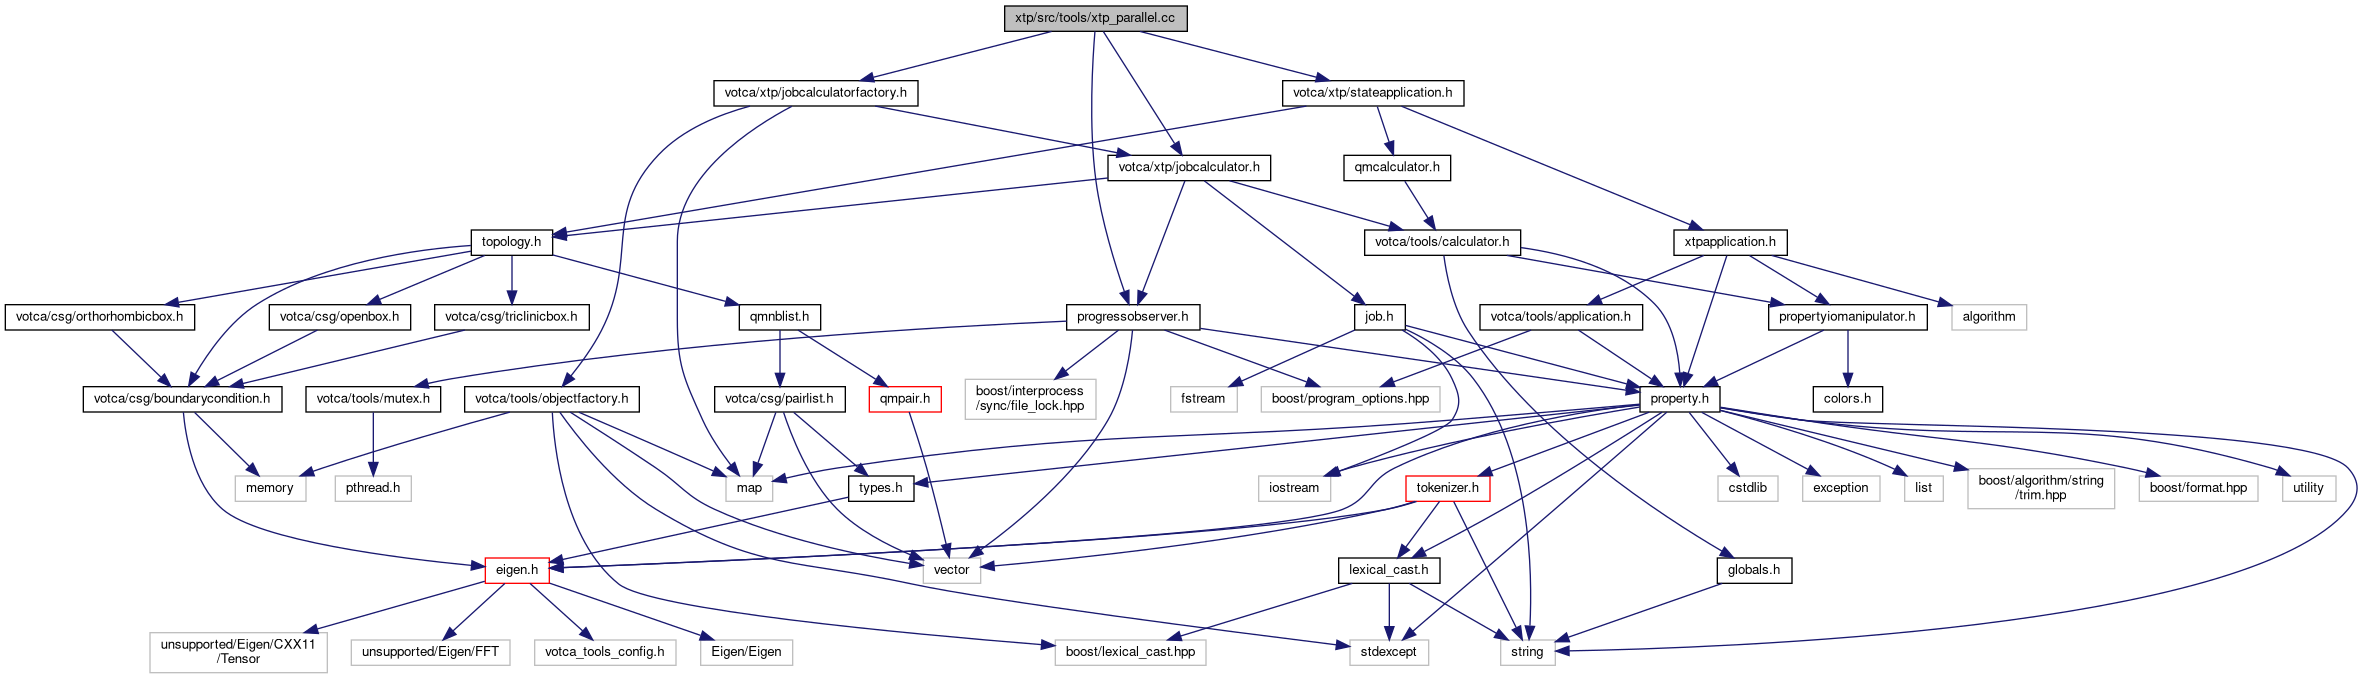 xtp/src/tools/xtp_parallel.cc
votca/xtp/jobcalculatorfactory.h
votca/xtp/stateapplication.h
votca/xtp/jobcalculator.h
qmcalculator.h
topology.h
votca/tools/calculator.h
xtpapplication.h
votca/csg/orthorhombicbox.h
votca/csg/openbox.h
votca/csg/triclinicbox.h
qmnblist.h
progressobserver.h
job.h
votca/tools/application.h
propertyiomanipulator.h
algorithm
votca/csg/boundarycondition.h
votca/tools/mutex.h
votca/tools/objectfactory.h
votca/csg/pairlist.h
qmpair.h
boost/interprocess
/sync/file_lock.hpp
fstream
boost/program_options.hpp
property.h
colors.h
memory
pthread.h
map
types.h
iostream
tokenizer.h
cstdlib
exception
list
boost/algorithm/string
/trim.hpp
boost/format.hpp
utility
eigen.h
vector
lexical_cast.h
globals.h
unsupported/Eigen/CXX11
/Tensor
unsupported/Eigen/FFT
votca_tools_config.h
Eigen/Eigen
boost/lexical_cast.hpp
stdexcept
string